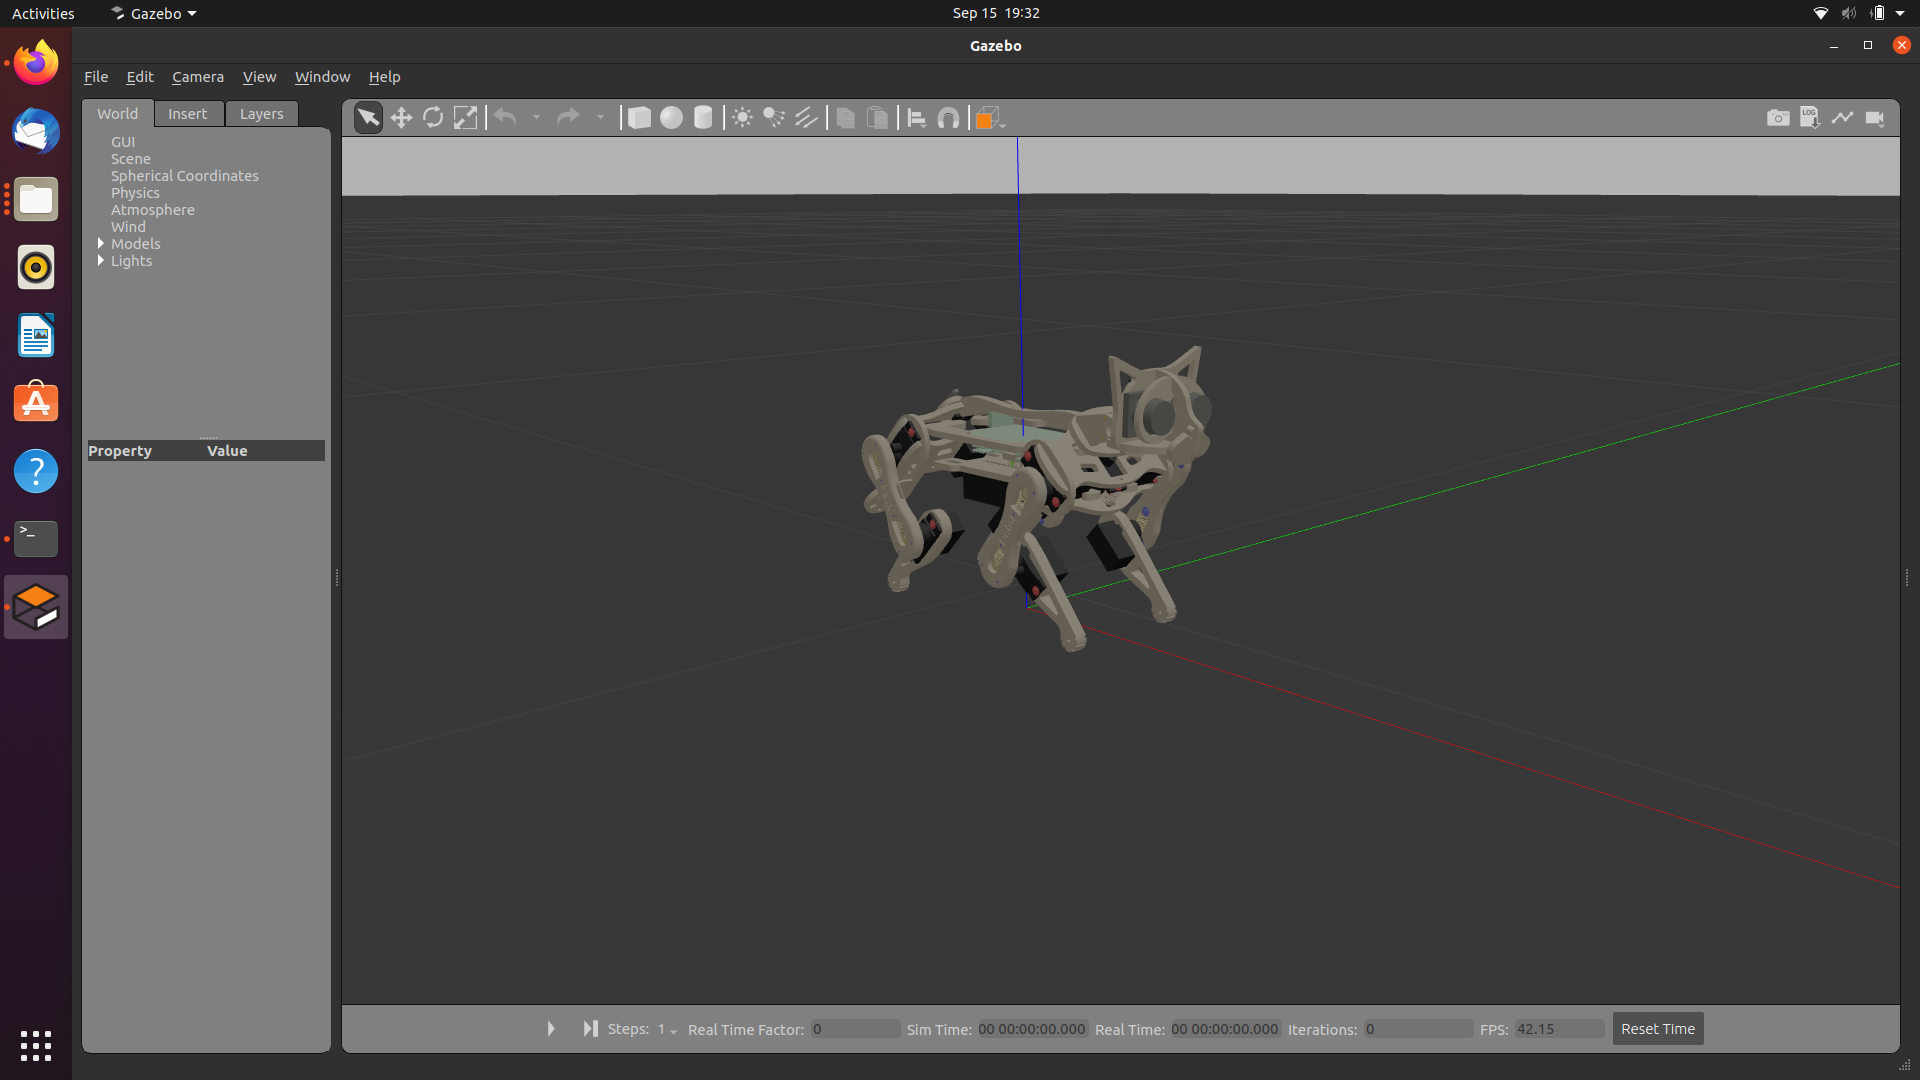 Activities Gazebo Sep 15 19:32
Gazebo
File Edit Camera View Window Help
World Insert Layers
LOG
GUI
Scene
Spherical Coordinates
Physics
Atmosphere
Wind
Models
Lights
Property Value
?
>_
Steps: 1 Real Time Factor: 0 Sim Time: 00 00:00:00.000 Real Time: 00 00:00:00.000 Iterations: 0 FPS: 42.15 Reset Time